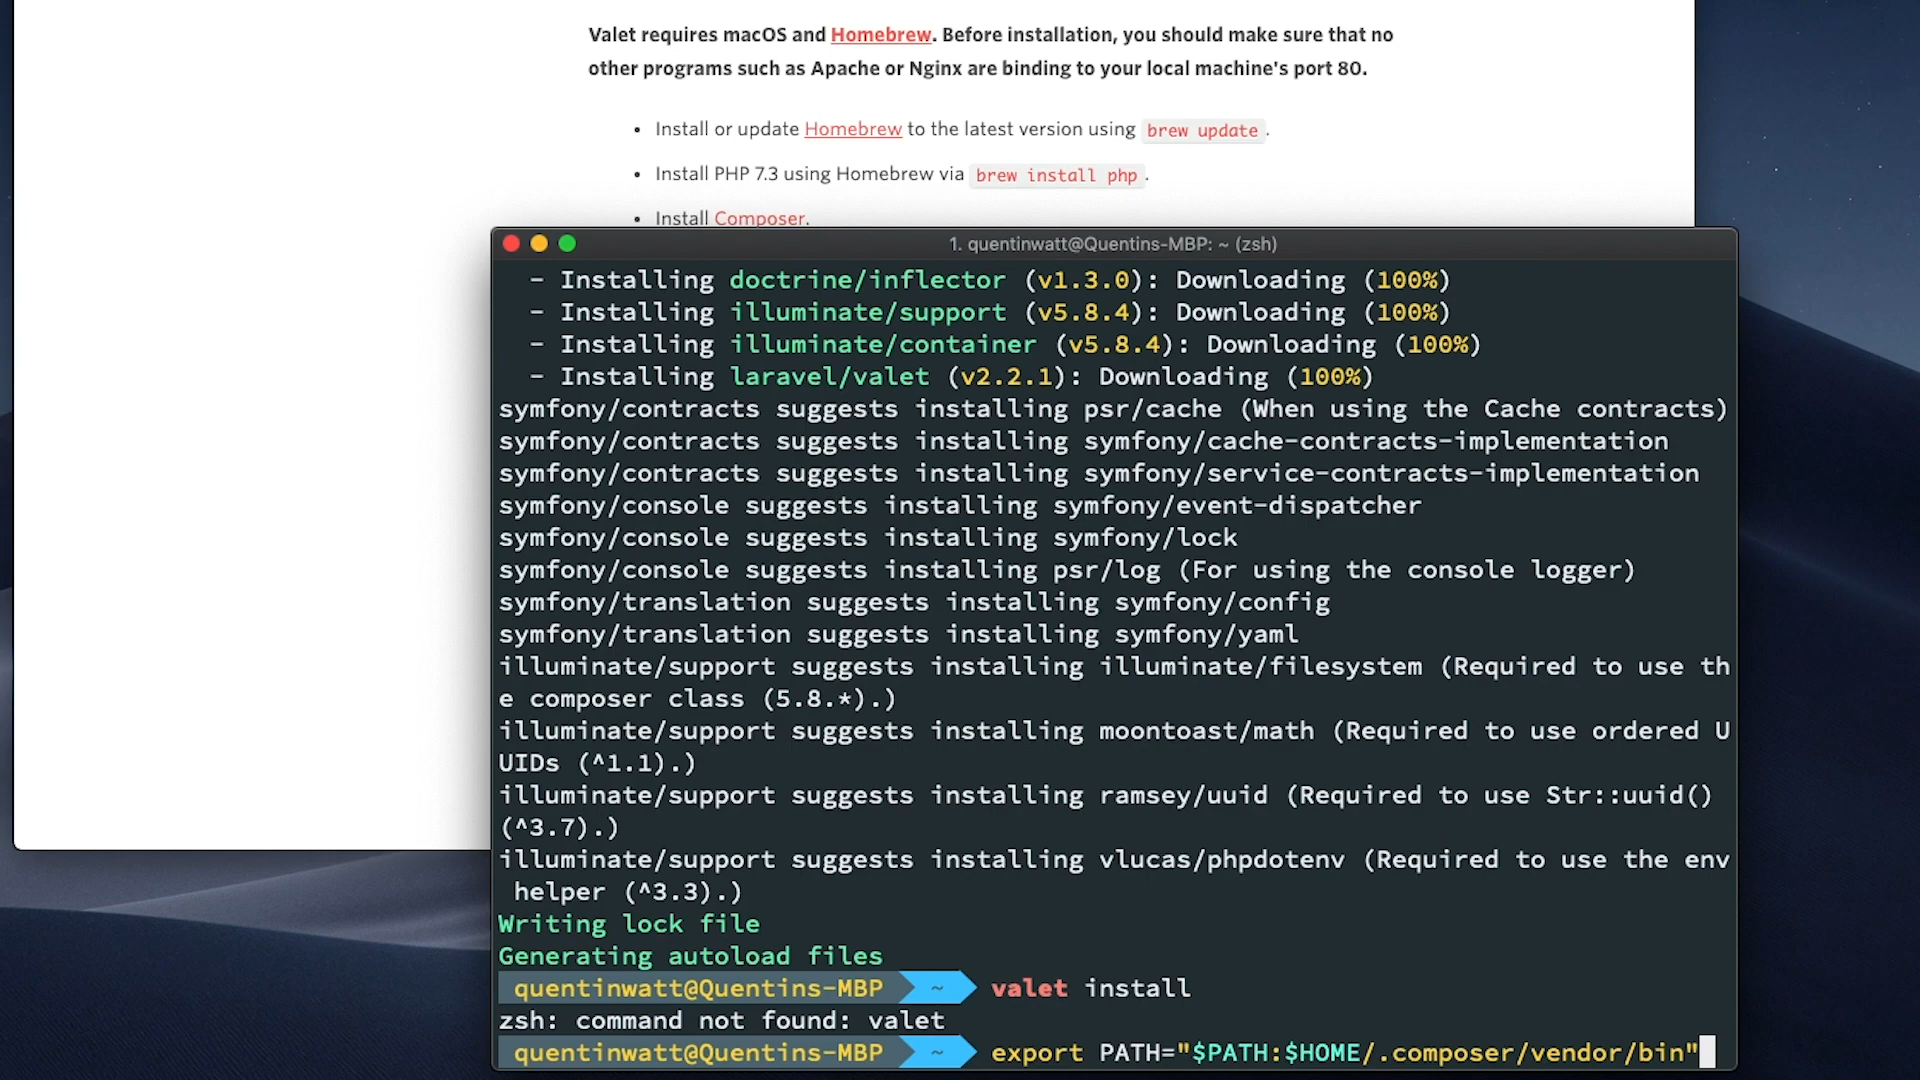 Valet requires macOS and Homebrew. Before installation, you should make sure that no
other programs such as Apache or Nginx are binding to your local machine's port 80.
• Install or update Homebrew to the latest version using brew update.
• Install PHP 7.3 using Homebrew via brew install php.
• Install Composer.
1. quentinwatt@Quentins-MBP: ~ (zsh)
- Installing doctrine/inflector (v1.3.0): Downloading (100%)
- Installing illuminate/support (v5.8.4): Downloading (100%)
- Installing illuminate/container (v5.8.4): Downloading (100%)
- Installing laravel/valet (v2.2.1): Downloading (100%)
symfony/contracts suggests installing psr/cache (When using the Cache contracts)
symfony/contracts suggests installing symfony/cache-contracts-implementation
symfony/contracts suggests installing symfony/service-contracts-implementation
symfony/console suggests installing symfony/event-dispatcher
symfony/console suggests installing symfony/lock
symfony/console suggests installing psr/log (For using the console logger)
symfony/translation suggests installing symfony/config
symfony/translation suggests installing symfony/yaml
illuminate/support suggests installing illuminate/filesystem (Required to use th
e composer class (5.8.*).)
illuminate/support suggests installing moontoast/math (Required to use ordered U
UIDs (^1.1).)
illuminate/support suggests installing ramsey/uuid (Required to use Str::uuid()
(^3.7).)
illuminate/support suggests installing vlucas/phpdotenv (Required to use the env
helper (^3.3).)
Writing lock file
Generating autoload files
quentinwatt@Quentins-MBP ~ valet install
zsh: command not found: valet
quentinwatt@Quentins-MBP ~ export PATH="$PATH:$HOME/.composer/vendor/bin"